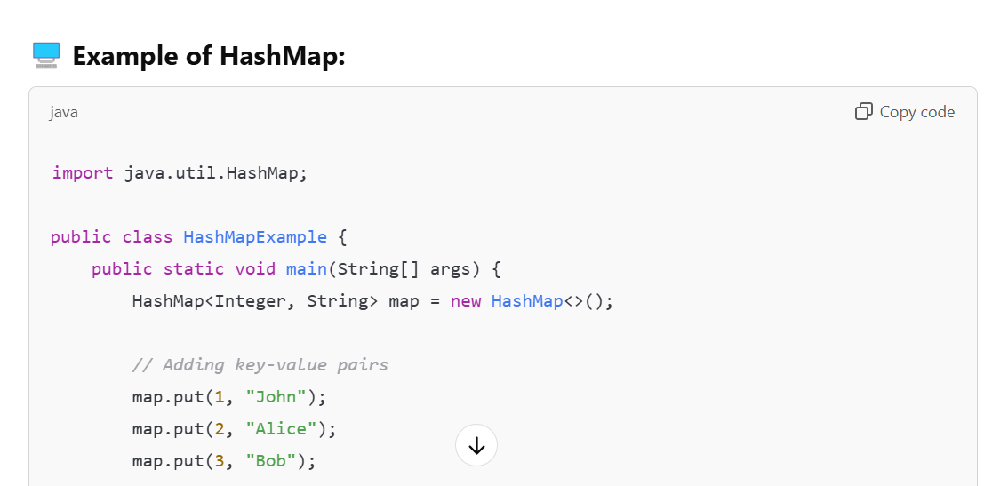 Example of HashMap:
java
Copy code
import java.util.HashMap;
public class HashMapExample {
public static void main(String[] args) {
HashMap<Integer, String> map = new HashMap<>();
// Adding key-value pairs
map.put(1, "John");
map.put(2, "Alice");
map.put(3, "Bob");